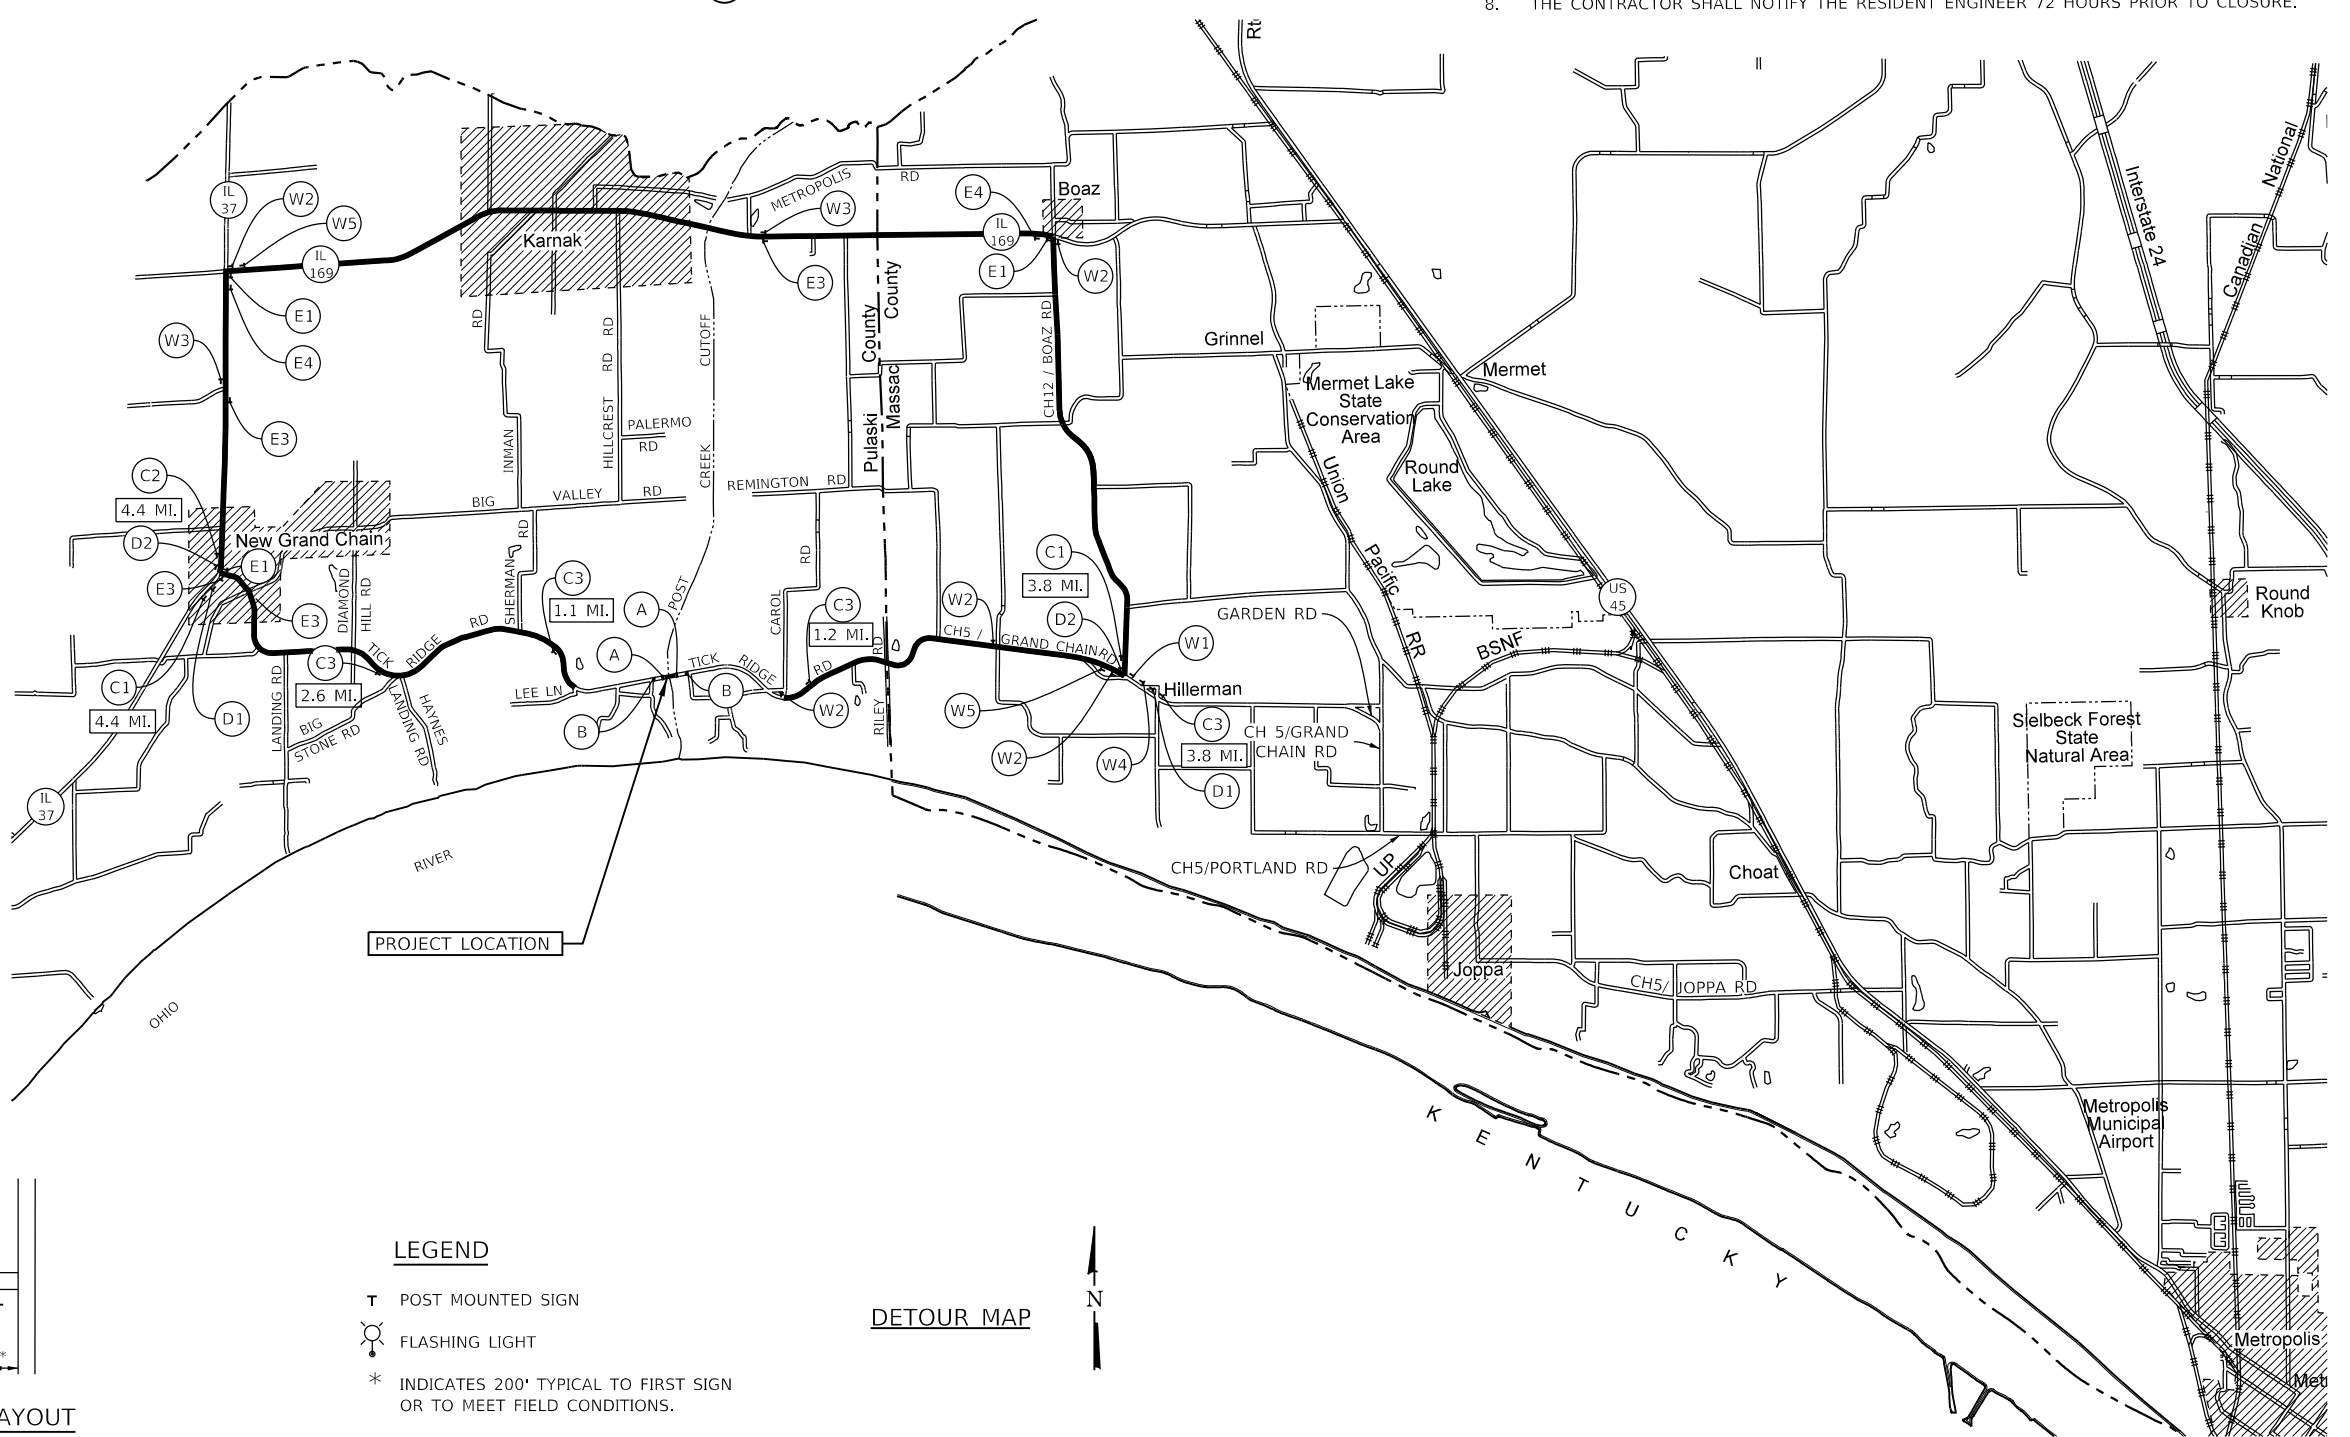 8. THE CONTRACTOR SHALL NOTIFY THE RESIDENT ENGINEER 72 HOURS PRIOR TO CLOSURE.
IL
37
W2
W5
IL
169
E1
E4
W3
E3
Karnak
METROPOLIS
RD
W3
E3
E4
IL
169
E1
Boaz
W2
Pulaski County
Massac County
CH12 / BOAZ RD
Grinnel
Mermet
Mermet Lake
State
Conservation
Area
Round
Lake
Union Pacific RR
Interstate 24
Canadian National
RD
INMAN
HILLCREST RD RD
PALERMO
RD
POST CREEK CUTOFF
BIG VALLEY RD
REMINGTON RD
C2
4.4 MI.
D2
E3
New Grand Chain
E1
E3
C1
4.4 MI.
D1
IL
37
DIAMOND
HILL RD
SHERMAN RD
TICK RIDGE RD
C3
2.6 MI.
C3
1.1 MI.
LANDING RD
BIG
STONE RD
HAYNES
LANDING RD
LEE LN
A
A
B
B
TICK RIDGE RD
CAROL RD
C3
1.2 MI.
W2
RILEY RD
W2
CH5 / GRAND CHAIN RD
C1
3.8 MI.
D2
W1
W5
W2
W4
Hillerman
C3
3.8 MI.
D1
GARDEN RD
CH 5/GRAND
CHAIN RD
CH5/PORTLAND RD
BSNF
US
45
UP
Joppa
CH5/ JOPPA RD
Choat
Round
Knob
Sielbeck Forest
State
Natural Area
Metropolis
Municipal
Airport
Metropolis
OHIO
RIVER
PROJECT LOCATION
KENTUCKY
LEGEND
T POST MOUNTED SIGN
FLASHING LIGHT
* INDICATES 200' TYPICAL TO FIRST SIGN
OR TO MEET FIELD CONDITIONS.
DETOUR MAP
N
*